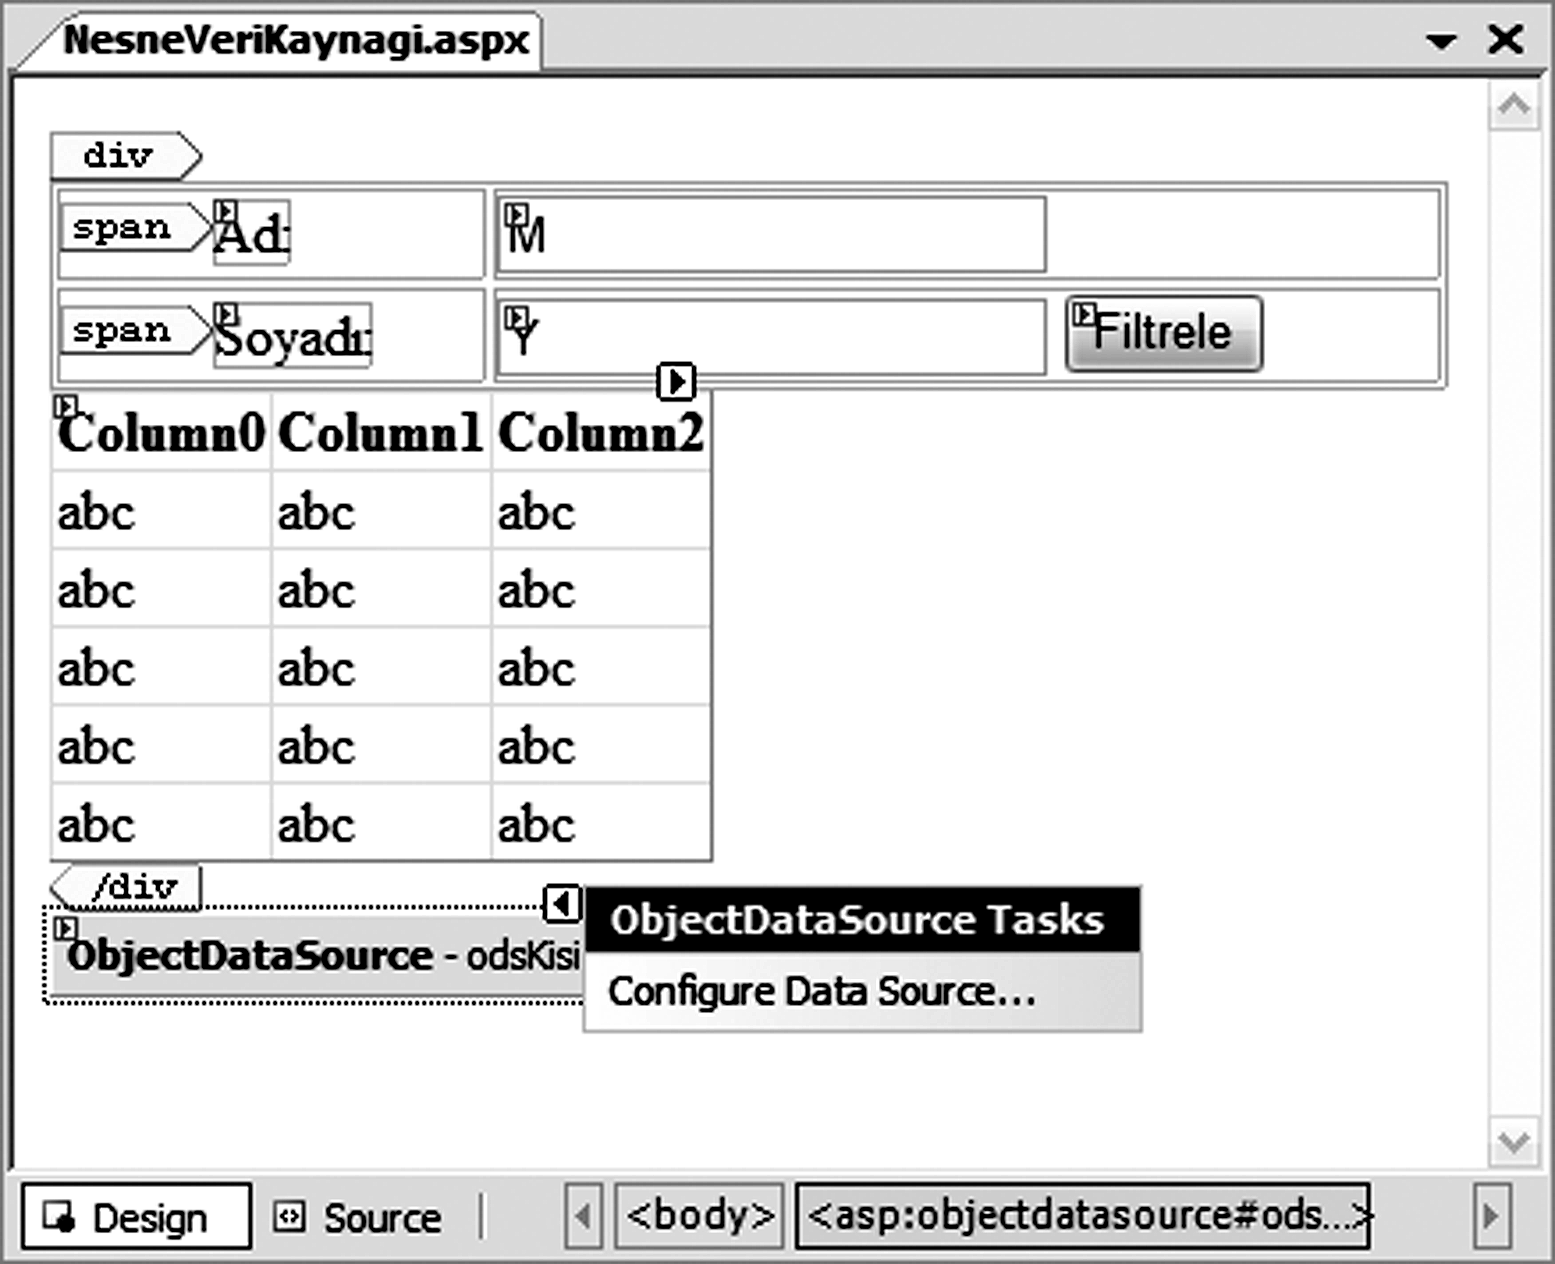 NesneVeriKaynagi.aspx
div
span Adı M
span Soyadı Y Filtrele
Column0 Column1 Column2
abc abc abc
abc abc abc
abc abc abc
abc abc abc
abc abc abc
/div
ObjectDataSource - odsKisi
ObjectDataSource Tasks
Configure Data Source...
Design Source <body> <asp:objectdatasource#ods...>